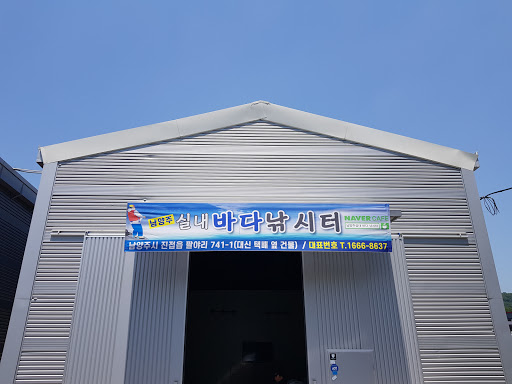 남양주 실내 바다낚시터 NAVER CAFE
남양주시 진접읍 팔야리 741-1(대신 택배 옆 건물) / 대표번호 T.1666-8637